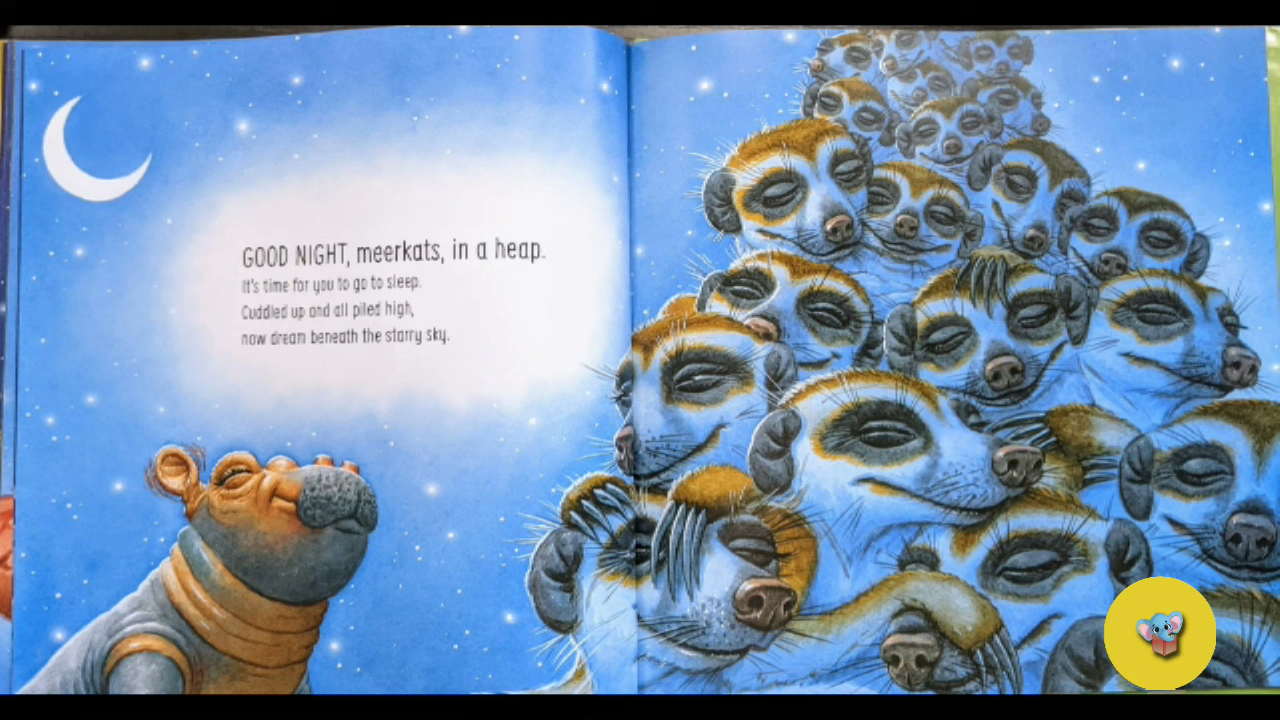 GOOD NIGHT, meerkats, in a heap.
It's time for you to go to sleep.
Cuddled up and all piled high,
now dream beneath the starry sky.